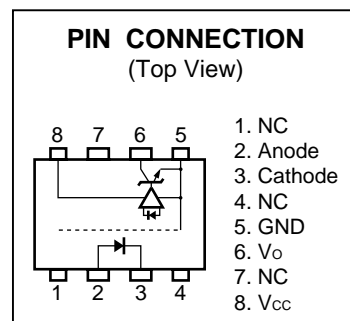 PIN CONNECTION
(Top View)
8 7 6 5
1 2 3 4
1. NC
2. Anode
3. Cathode
4. NC
5. GND
6. VO
7. NC
8. VCC